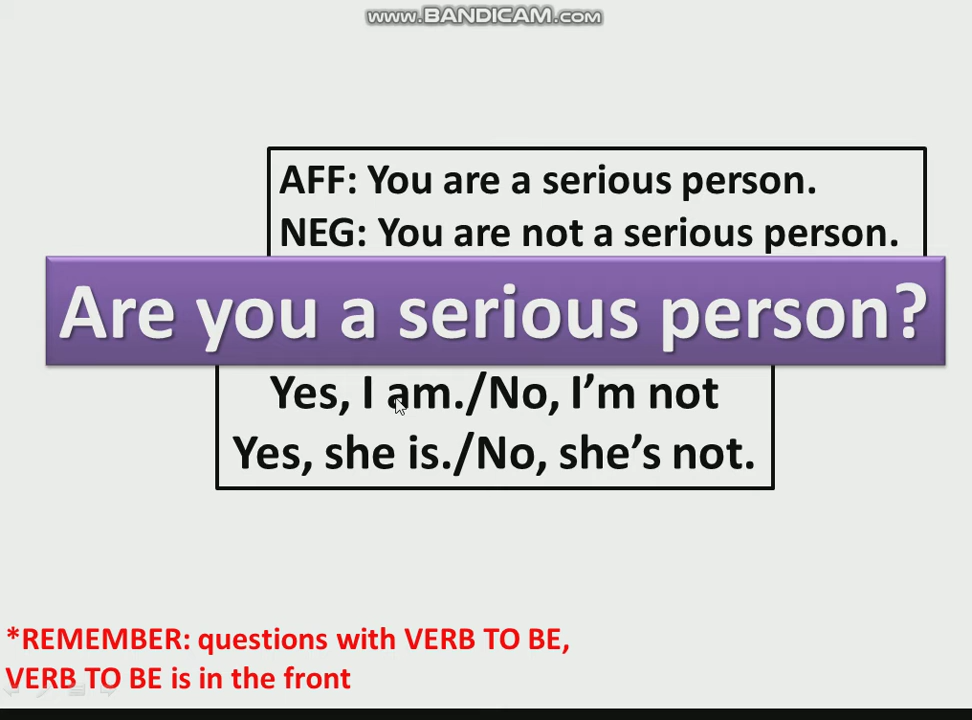 www.BANDICAM.com
AFF: You are a serious person.
NEG: You are not a serious person.
Are you a serious person?
Yes, I am./No, I’m not
Yes, she is./No, she’s not.
*REMEMBER: questions with VERB TO BE,
VERB TO BE is in the front